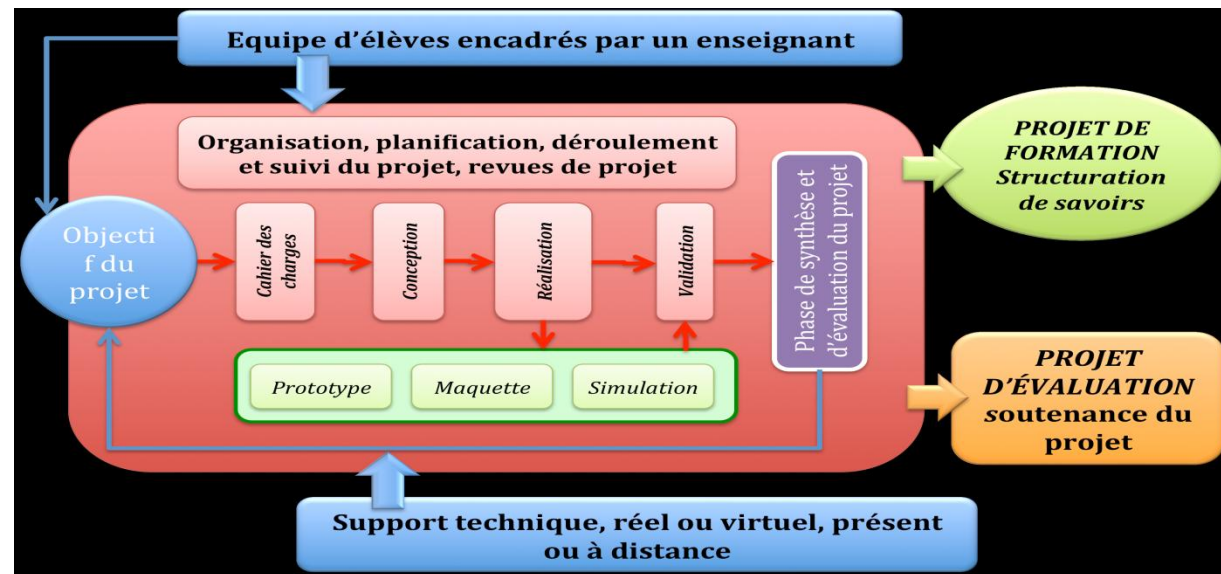 Equipe d’élèves encadrés par un enseignant
Organisation, planification, déroulement
et suivi du projet, revues de projet
Objecti
f du
projet
Cahier des
charges
Conception
Réalisation
Validation
Phase de synthèse et
d’évaluation du projet
Prototype
Maquette
Simulation
PROJET DE
FORMATION
Structuration
de savoirs
PROJET
D’ÉVALUATION
soutenance du
projet
Support technique, réel ou virtuel, présent
ou à distance